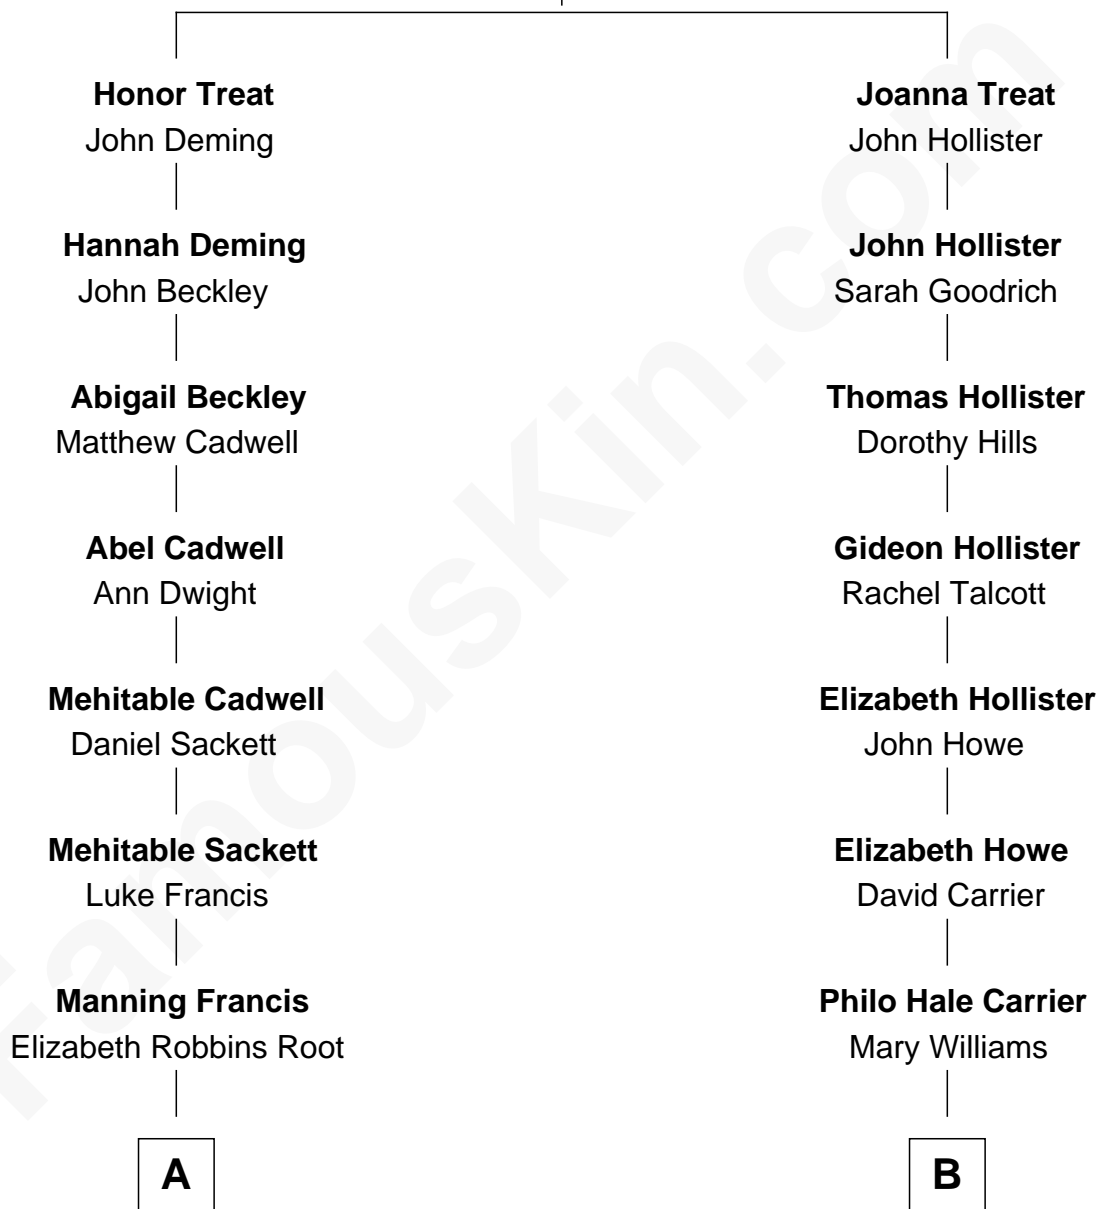 Honor Treat
John Deming
Hannah Deming
John Beckley
Abigail Beckley
Matthew Cadwell
Abel Cadwell
Ann Dwight
Mehitable Cadwell
Daniel Sackett
Mehitable Sackett
Luke Francis
Manning Francis
Elizabeth Robbins Root
A
Joanna Treat
John Hollister
John Hollister
Sarah Goodrich
Thomas Hollister
Dorothy Hills
Gideon Hollister
Rachel Talcott
Elizabeth Hollister
John Howe
Elizabeth Howe
David Carrier
Philo Hale Carrier
Mary Williams
B
FamousKin.com